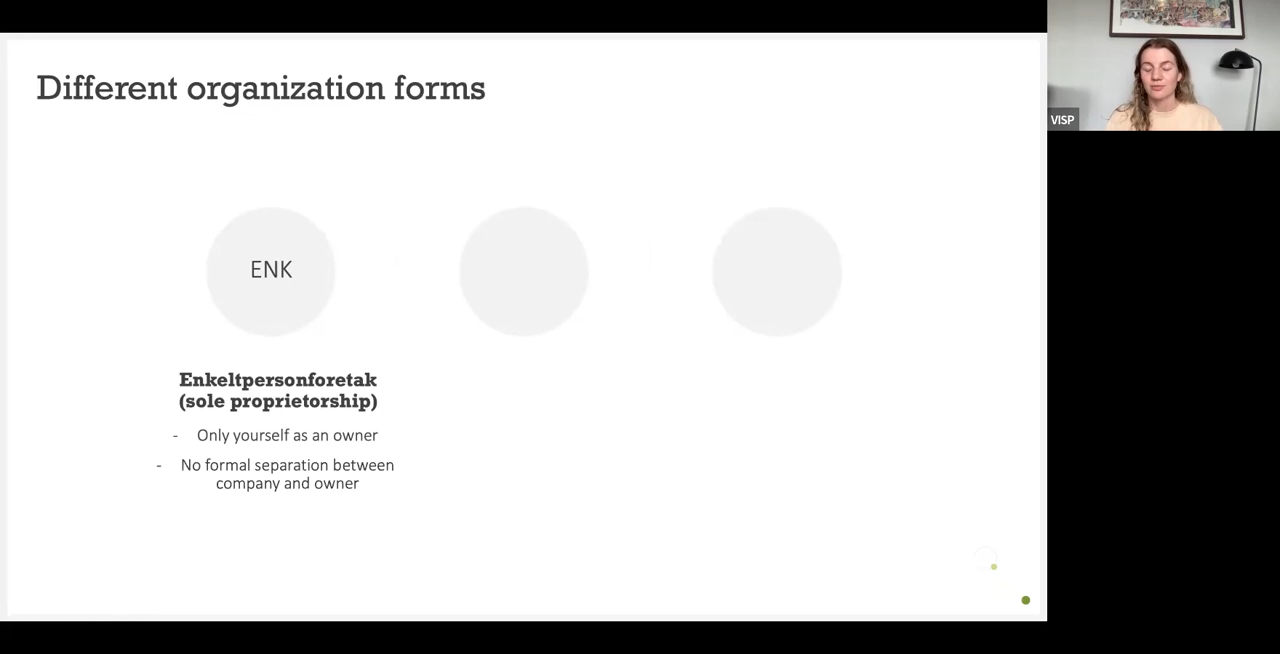 Different organization forms
ENK
Enkeltpersonforetak
(sole proprietorship)
- Only yourself as an owner
- No formal separation between
company and owner
VISP